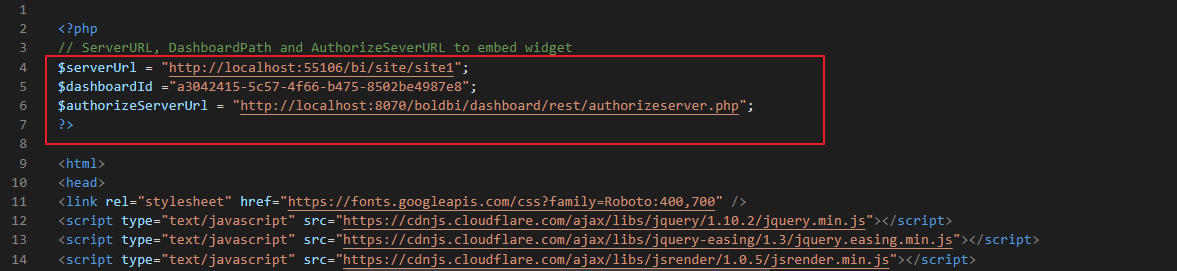 1
2 <?php
3 // ServerURL, DashboardPath and AuthorizeSeverURL to embed widget
4 $serverUrl = "http://localhost:55106/bi/site/site1";
5 $dashboardId ="a3042415-5c57-4f66-b475-8502be4987e8";
6 $authorizeServerUrl = "http://localhost:8070/boldbi/dashboard/rest/authorizeserver.php";
7 ?>
8
9 <html>
10 <head>
11 <link rel="stylesheet" href="https://fonts.googleapis.com/css?family=Roboto:400,700" />
12 <script type="text/javascript" src="https://cdnjs.cloudflare.com/ajax/libs/jquery/1.10.2/jquery.min.js"></script>
13 <script type="text/javascript" src="https://cdnjs.cloudflare.com/ajax/libs/jquery-easing/1.3/jquery.easing.min.js"></script>
14 <script type="text/javascript" src="https://cdnjs.cloudflare.com/ajax/libs/jsrender/1.0.5/jsrender.min.js"></script>